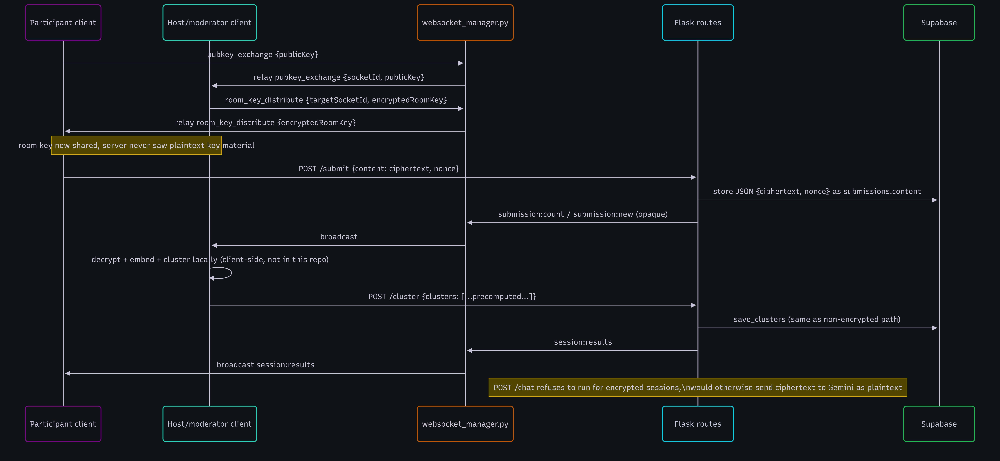 Participant client
Host/moderator client
websocket_manager.py
Flask routes
Supabase
pubkey_exchange {publicKey}
relay pubkey_exchange {socketId, publicKey}
room_key_distribute {targetSocketId, encryptedRoomKey}
relay room_key_distribute {encryptedRoomKey}
room key now shared, server never saw plaintext key material
POST /submit {content: ciphertext, nonce}
store JSON {ciphertext, nonce} as submissions.content
submission:count / submission:new (opaque)
broadcast
decrypt + embed + cluster locally (client-side, not in this repo)
POST /cluster {clusters: [...precomputed...]}
save_clusters (same as non-encrypted path)
session:results
broadcast session:results
POST /chat refuses to run for encrypted sessions,\nwould otherwise send ciphertext to Gemini as plaintext
Participant client
Host/moderator client
websocket_manager.py
Flask routes
Supabase